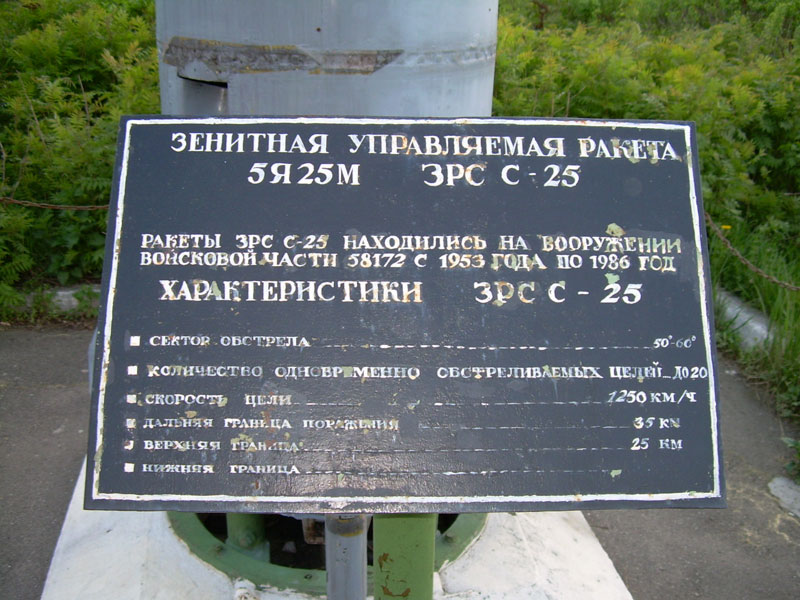 ЗЕНИТНАЯ УПРАВЛЯЕМАЯ РАКЕТА
5Я25М ЗРС С-25
РАКЕТЫ ЗРС С-25 НАХОДИЛИСЬ НА ВООРУЖЕНИИ
ВОЙСКОВОЙ ЧАСТИ 58172 С 1953 ГОДА ПО 1986 ГОД
ХАРАКТЕРИСТИКИ ЗРС С-25
СЕКТОР ОБСТРЕЛА 50°-60°
КОЛИЧЕСТВО ОДНОВРЕМЕННО ОБСТРЕЛИВАЕМЫХ ЦЕЛЕЙ ДО 20
СКОРОСТЬ ЦЕЛИ 1250 КМ/Ч
ДАЛЬНЯЯ ГРАНИЦА ПОРАЖЕНИЯ 35 КМ
ВЕРХНЯЯ ГРАНИЦА 25 КМ
НИЖНЯЯ ГРАНИЦА